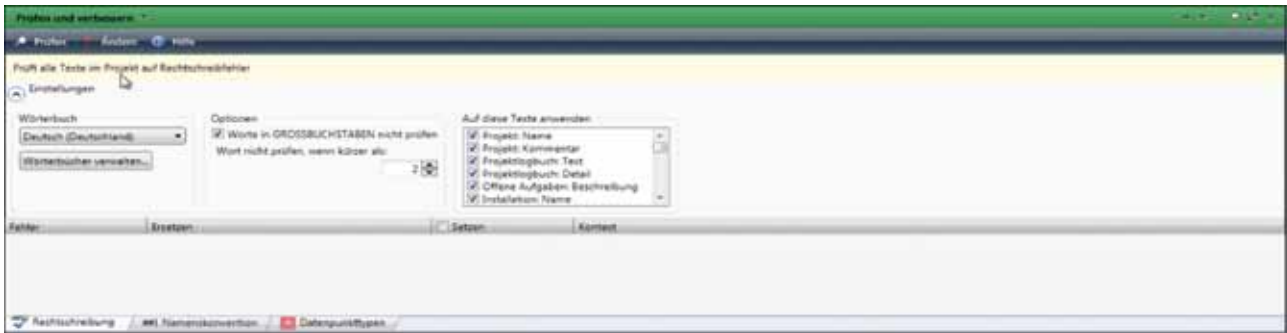 Prüfen und verbessern
Prüfen Ändern Hilfe
Prüft alle Texte im Projekt auf Rechtschreibfehler
Einstellungen
Wörterbuch
Deutsch (Deutschland)
Wörterbücher verwalten...
Optionen
Worte in GROSSBUCHSTABEN nicht prüfen
Wort nicht prüfen, wenn kürzer als:
2
Auf diese Texte anwenden
Projekt: Name
Projekt: Kommentar
Projektlogbuch: Text
Projektlogbuch: Detail
Offene Aufgaben: Beschreibung
Installation: Name
Fehler Ersetzen Setzen Kontext
Rechtschreibung Namenskonvention Datenpunkttypen